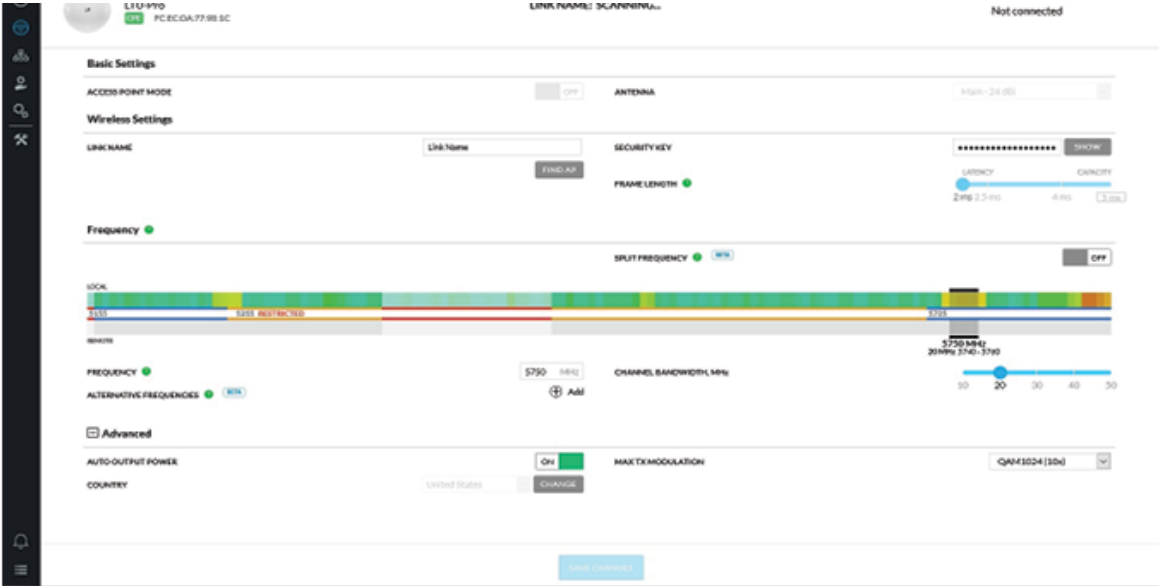 LTU-Pro
LINK NAME: SCANNING...
CPE FC:EC:DA:77:98:1C
Not connected
Basic Settings
ACCESS POINT MODE OFF ANTENNA Main - 24 dBi
Wireless Settings
LINK NAME Link Name SECURITY KEY •••••••••••••••••• SHOW
FIND AP
FRAME LENGTH LATENCY CAPACITY
2 ms 2.5 ms 4 ms 5 ms
Frequency
SPLIT FREQUENCY BETA OFF
LOCAL
5155 5255 RESTRICTED 5725
REMOTE
5750 MHz
20 MHz 5740 - 5760
FREQUENCY 5750 MHz CHANNEL BANDWIDTH, MHz
10 20 30 40 50
ALTERNATIVE FREQUENCIES BETA Add
Advanced
AUTO OUTPUT POWER ON MAX TX MODULATION QAM1024 (10x)
COUNTRY United States CHANGE
SAVE CHANGES